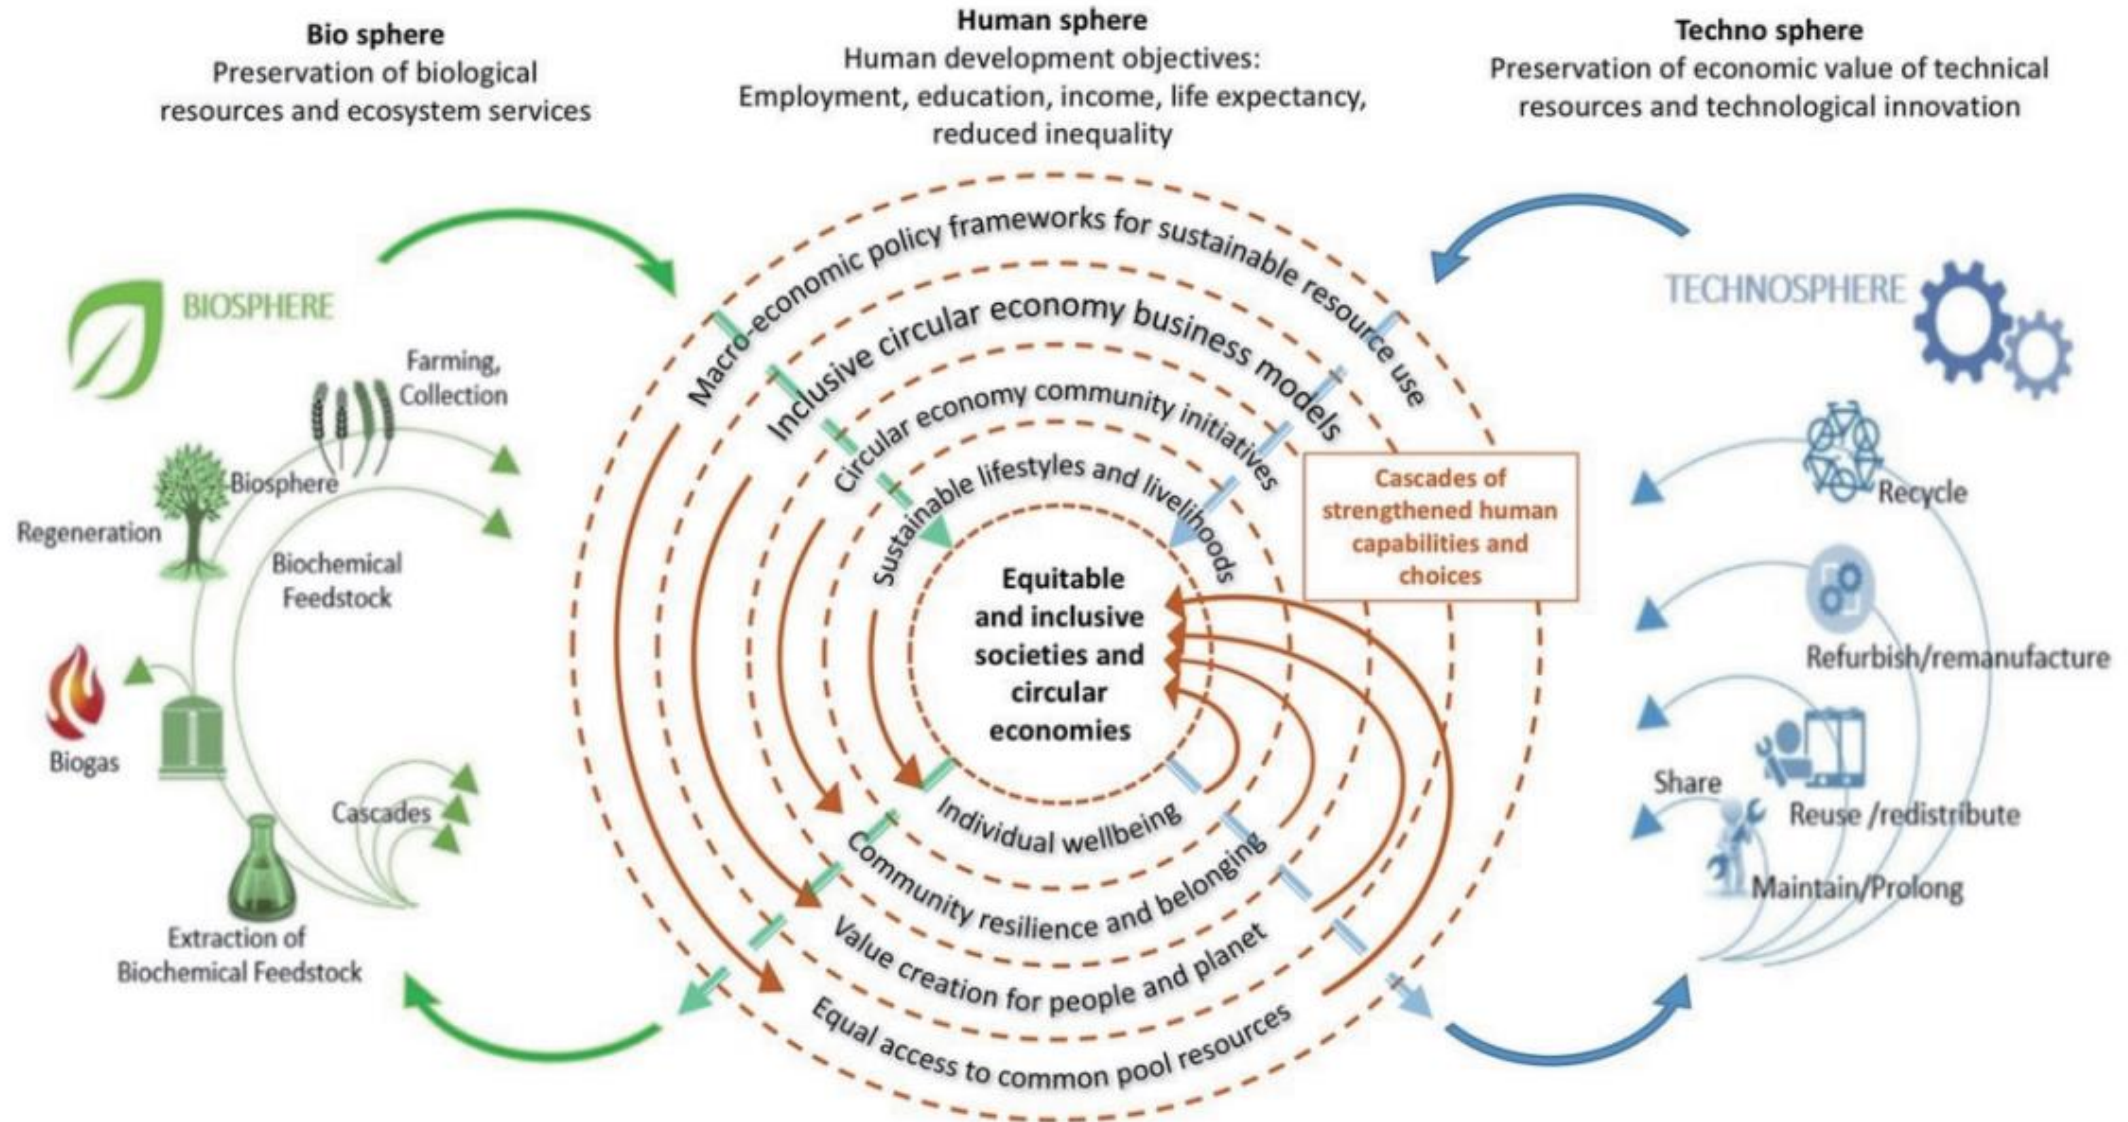 Bio sphere
Preservation of biological
resources and ecosystem services
Human sphere
Human development objectives:
Employment, education, income, life expectancy,
reduced inequality
Techno sphere
Preservation of economic value of technical
resources and technological innovation
BIOSPHERE
Farming,
Collection
Biosphere
Regeneration
Biochemical
Feedstock
Biogas
Cascades
Extraction of
Biochemical Feedstock
Macro-economic policy frameworks for sustainable resource use
Inclusive circular economy business models
Circular economy community initiatives
Sustainable lifestyles and livelihoods
Equitable
and inclusive
societies and
circular
economies
Individual wellbeing
Community resilience and belonging
Value creation for people and planet
Equal access to common pool resources
Cascades of
strengthened human
capabilities and
choices
TECHNOSPHERE
Recycle
Refurbish/remanufacture
Share
Reuse /redistribute
Maintain/Prolong